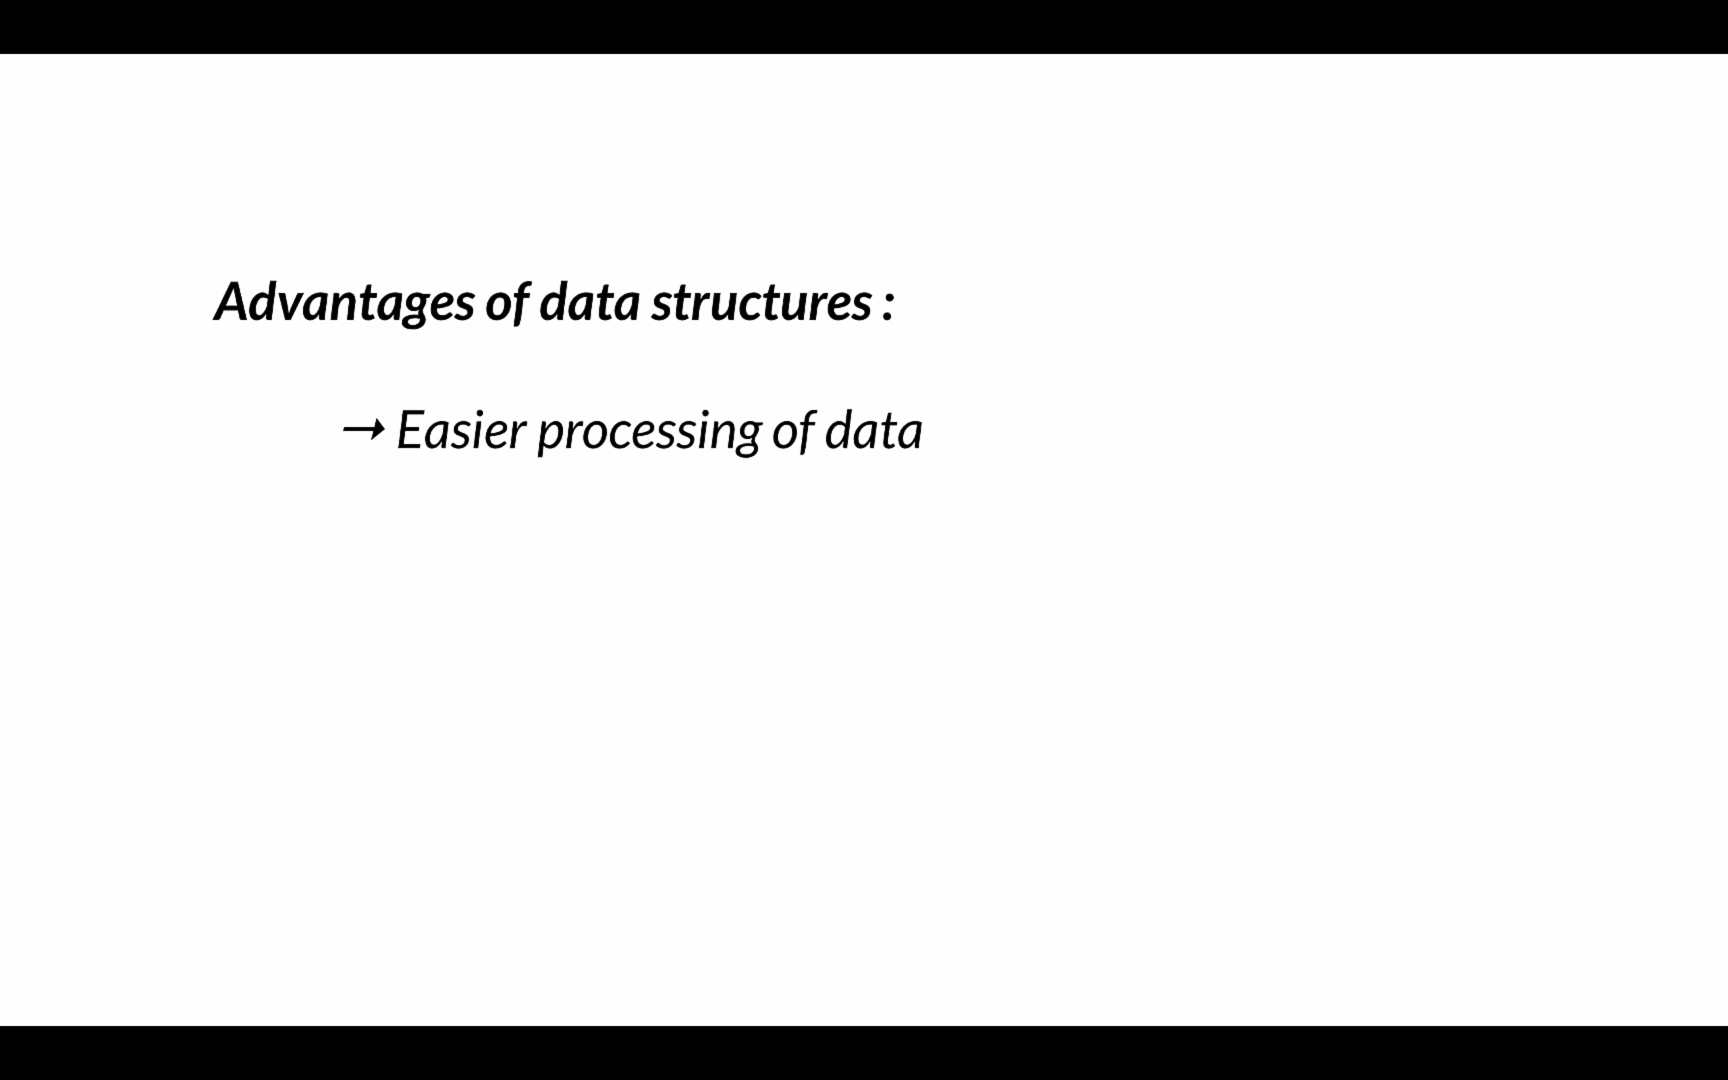 Advantages of data structures :
→ Easier processing of data